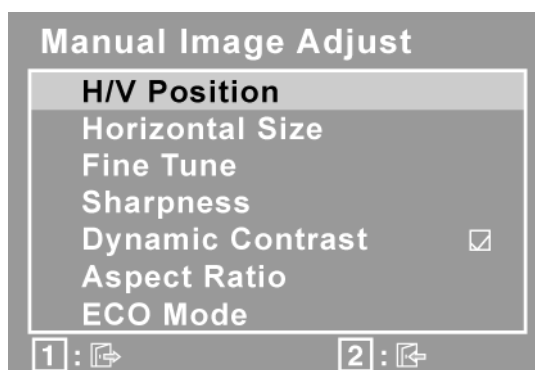 Manual Image Adjust
H/V Position
Horizontal Size
Fine Tune
Sharpness
Dynamic Contrast
Aspect Ratio
ECO Mode
1 : 2 :